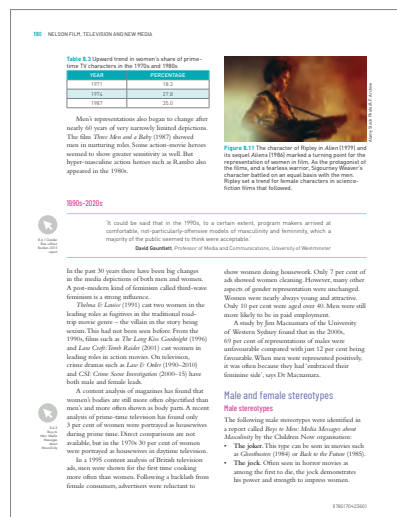 180 NELSON FILM, TELEVISION AND NEW MEDIA
Table 8.3 Upward trend in women's share of prime-
time TV characters in the 1970s and 1980s
YEAR PERCENTAGE
1971 18.3
1974 27.8
1987 35.0
Men's representations also began to change after
nearly 60 years of very narrowly limited depictions.
The film Three Men and a Baby (1987) showed
men in nurturing roles. Some action-movie heroes
seemed to show greater sensitivity as well. But
hyper-masculine action heroes such as Rambo also
appeared in the 1980s.
Alamy Stock Photo/A.F. Archive
Figure 8.11 The character of Ripley in Alien (1979) and
its sequel Aliens (1986) marked a turning point for the
representation of women in film. As the protagonist of
the films, and a fearless warrior, Sigourney Weaver's
character battled on an equal basis with the men.
Ripley set a trend for female characters in science-
fiction films that followed.
1990s–2020s
'It could be said that in the 1990s, to a certain extent, program makers arrived at
comfortable, not-particularly-offensive models of masculinity and femininity, which a
majority of the public seemed to think were acceptable.'
David Gauntlett, Professor of Media and Communications, University of Westminster
In the past 30 years there have been big changes
in the media depictions of both men and women.
A post-modern kind of feminism called third-wave
feminism is a strong influence.
Thelma & Louise (1991) cast two women in the
leading roles as fugitives in the traditional road-
trip movie genre – the villain in the story being
sexism. This had not been seen before. From the
1990s, films such as The Long Kiss Goodnight (1996)
and Lara Croft: Tomb Raider (2001) cast women in
leading roles in action movies. On television,
crime dramas such as Law & Order (1990–2010)
and CSI: Crime Scene Investigation (2000–15) have
both male and female leads.
A content analysis of magazines has found that
women's bodies are still more often objectified than
men's and more often shown as body parts. A recent
analysis of prime-time television has found only
3 per cent of women were portrayed as housewives
during prime time. Direct comparisons are not
available, but in the 1970s 30 per cent of women
were portrayed as housewives in daytime television.
In a 1995 content analysis of British television
ads, men were shown for the first time cooking
more often than women. Following a backlash from
female consumers, advertisers were reluctant to
show women doing housework. Only 7 per cent of
ads showed women cleaning. However, many other
aspects of gender representation were unchanged.
Women were nearly always young and attractive.
Only 10 per cent were aged over 40. Men were still
more likely to be in paid employment.
A study by Jim Macnamara of the University
of Western Sydney found that in the 2000s,
69 per cent of representations of males were
unfavourable compared with just 12 per cent being
favourable. When men were represented positively,
it was often because they had 'embraced their
feminine side', says Dr Macnamara.
Male and female stereotypes
Male stereotypes
The following male stereotypes were identified in
a report called Boys to Men: Media Messages about
Masculinity by the Children Now organisation:
• The joker. This type can be seen in movies such
as Ghostbusters (1984) or Back to the Future (1985).
• The jock. Often seen in horror movies as
among the first to die, the jock demonstrates
his power and strength to impress women.
Boys to
Men: Media
Messages
about
Masculinity
9780170433501